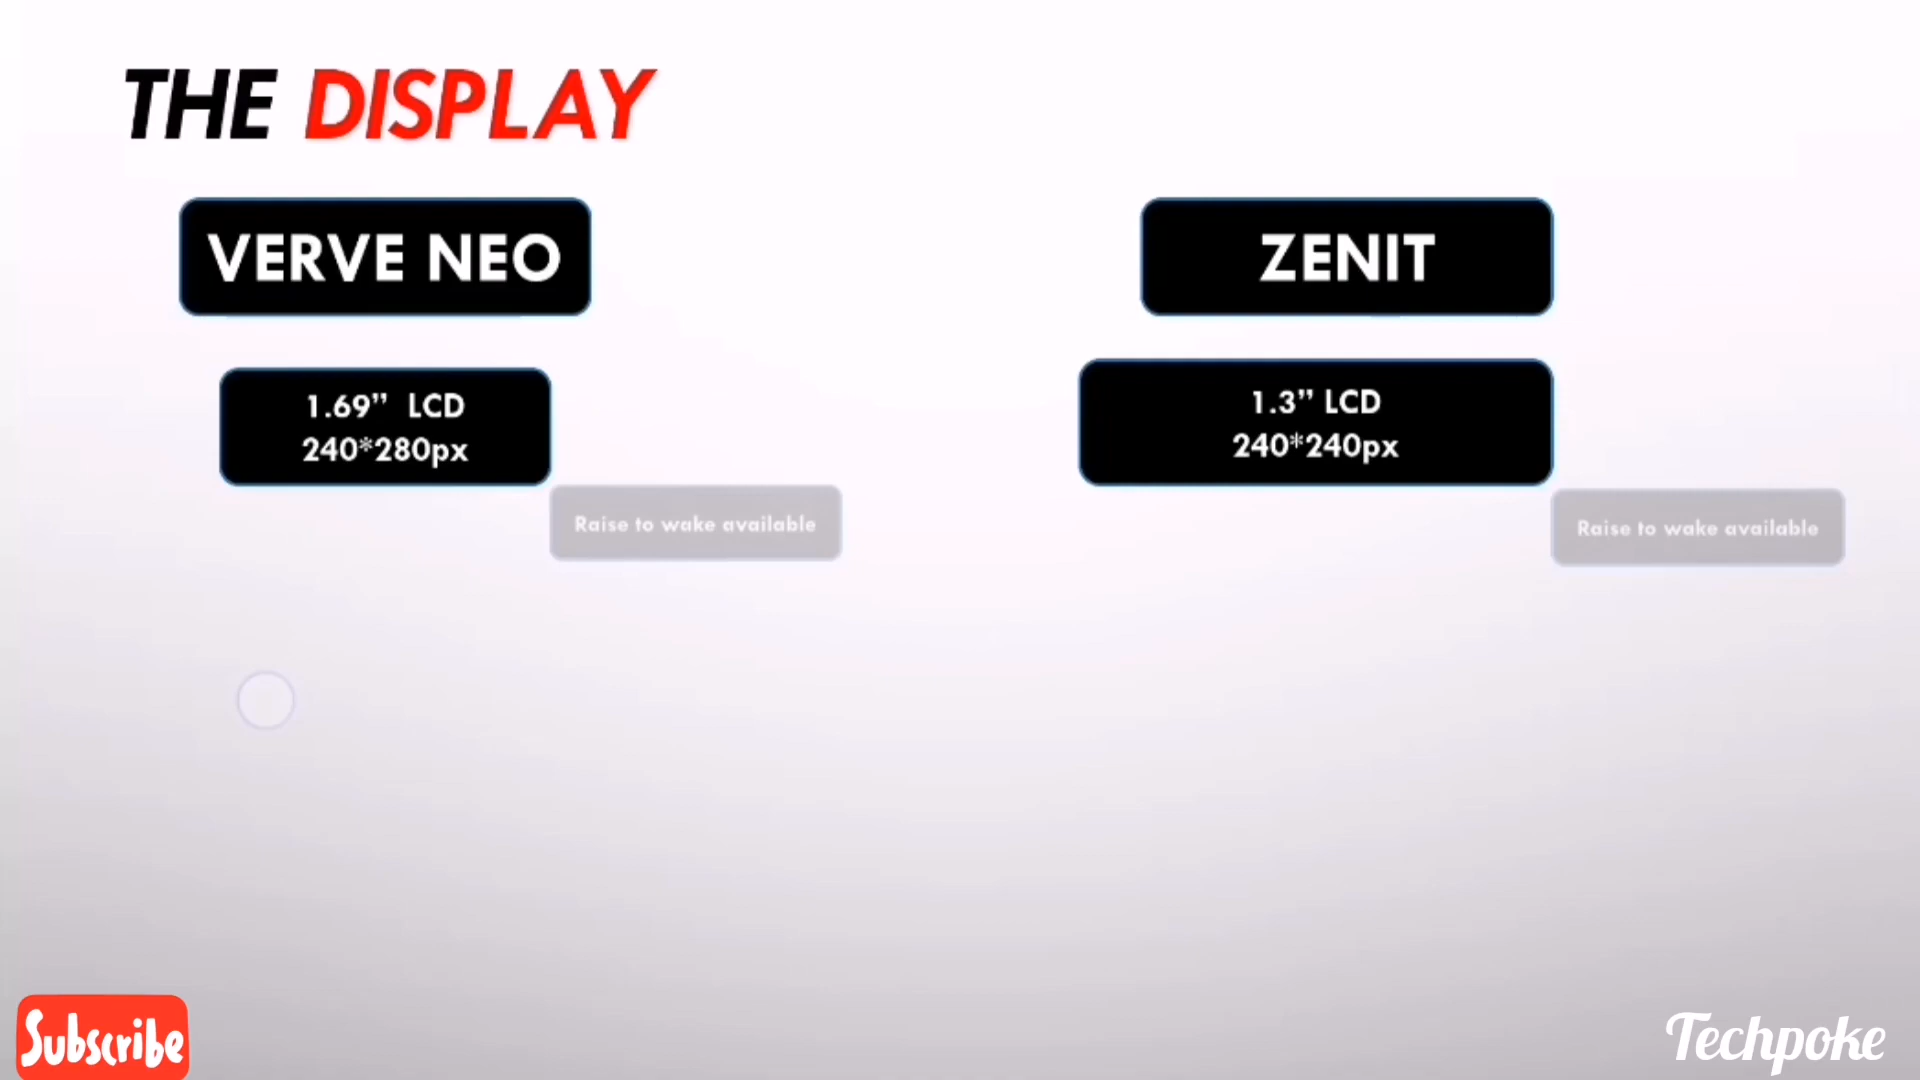 THE DISPLAY
VERVE NEO
ZENIT
1.69” LCD
240*280px
1.3” LCD
240*240px
Raise to wake available
Raise to wake available
Subscribe
Techpoke